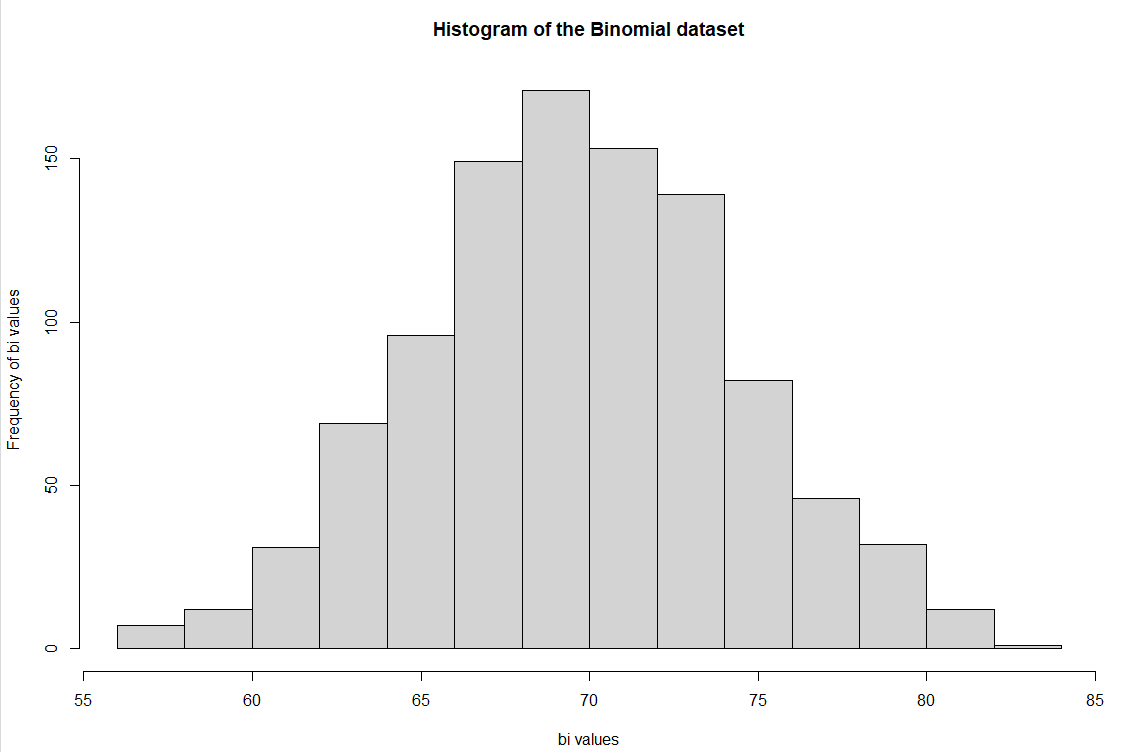 Histogram of the Binomial dataset
Frequency of bi values
150
100
50
0
55 60 65 70 75 80 85
bi values